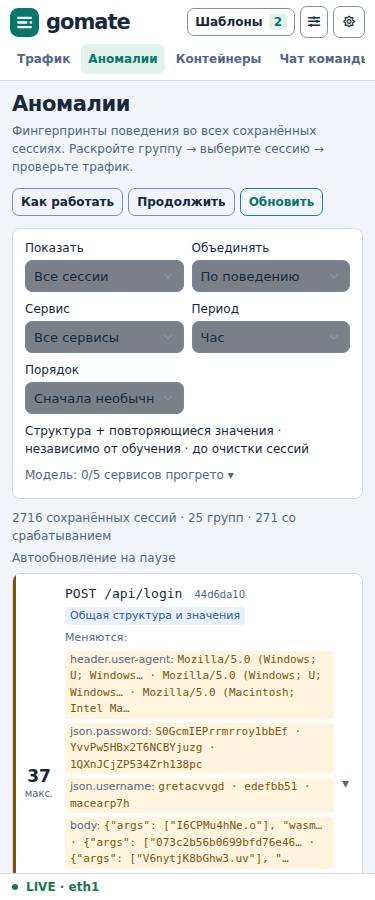 gomate
Шаблоны 2
Трафик Аномалии Контейнеры Чат команды
Аномалии
Фингерпринты поведения во всех сохранённых
сессиях. Раскройте группу → выберите сессию →
проверьте трафик.
Как работать Продолжить Обновить
Показать Объединять
Все сессии По поведению
Сервис Период
Все сервисы Час
Порядок
Сначала необычн
Структура + повторяющиеся значения ·
независимо от обучения · до очистки сессий
Модель: 0/5 сервисов прогрето ▾
2716 сохранённых сессий · 25 групп · 271 со
срабатыванием
Автообновление на паузе
POST /api/login 44d6da10
Общая структура и значения
Меняются:
header.user-agent: Mozilla/5.0 (Windows;
U; Windows… · Mozilla/5.0 (Windows; U;
Windows… · Mozilla/5.0 (Macintosh;
Intel Ma…
json.password: S0GcmIEPrrmrroy1bbEf ·
YvvPw5HBx2T6NCBYjuzg ·
1QXnJCjZP534Zrh138pc
37
макс.
▾
json.username: gretacvvgd · edefbb51 ·
macearp7h
body: {"args": ["I6CPMu4hNe.o"], "wasm…
· {"args": ["073c2b56b0699bfd76e46… ·
{"args": ["V6nytjK8bGhw3.uv"], "…
LIVE · eth1